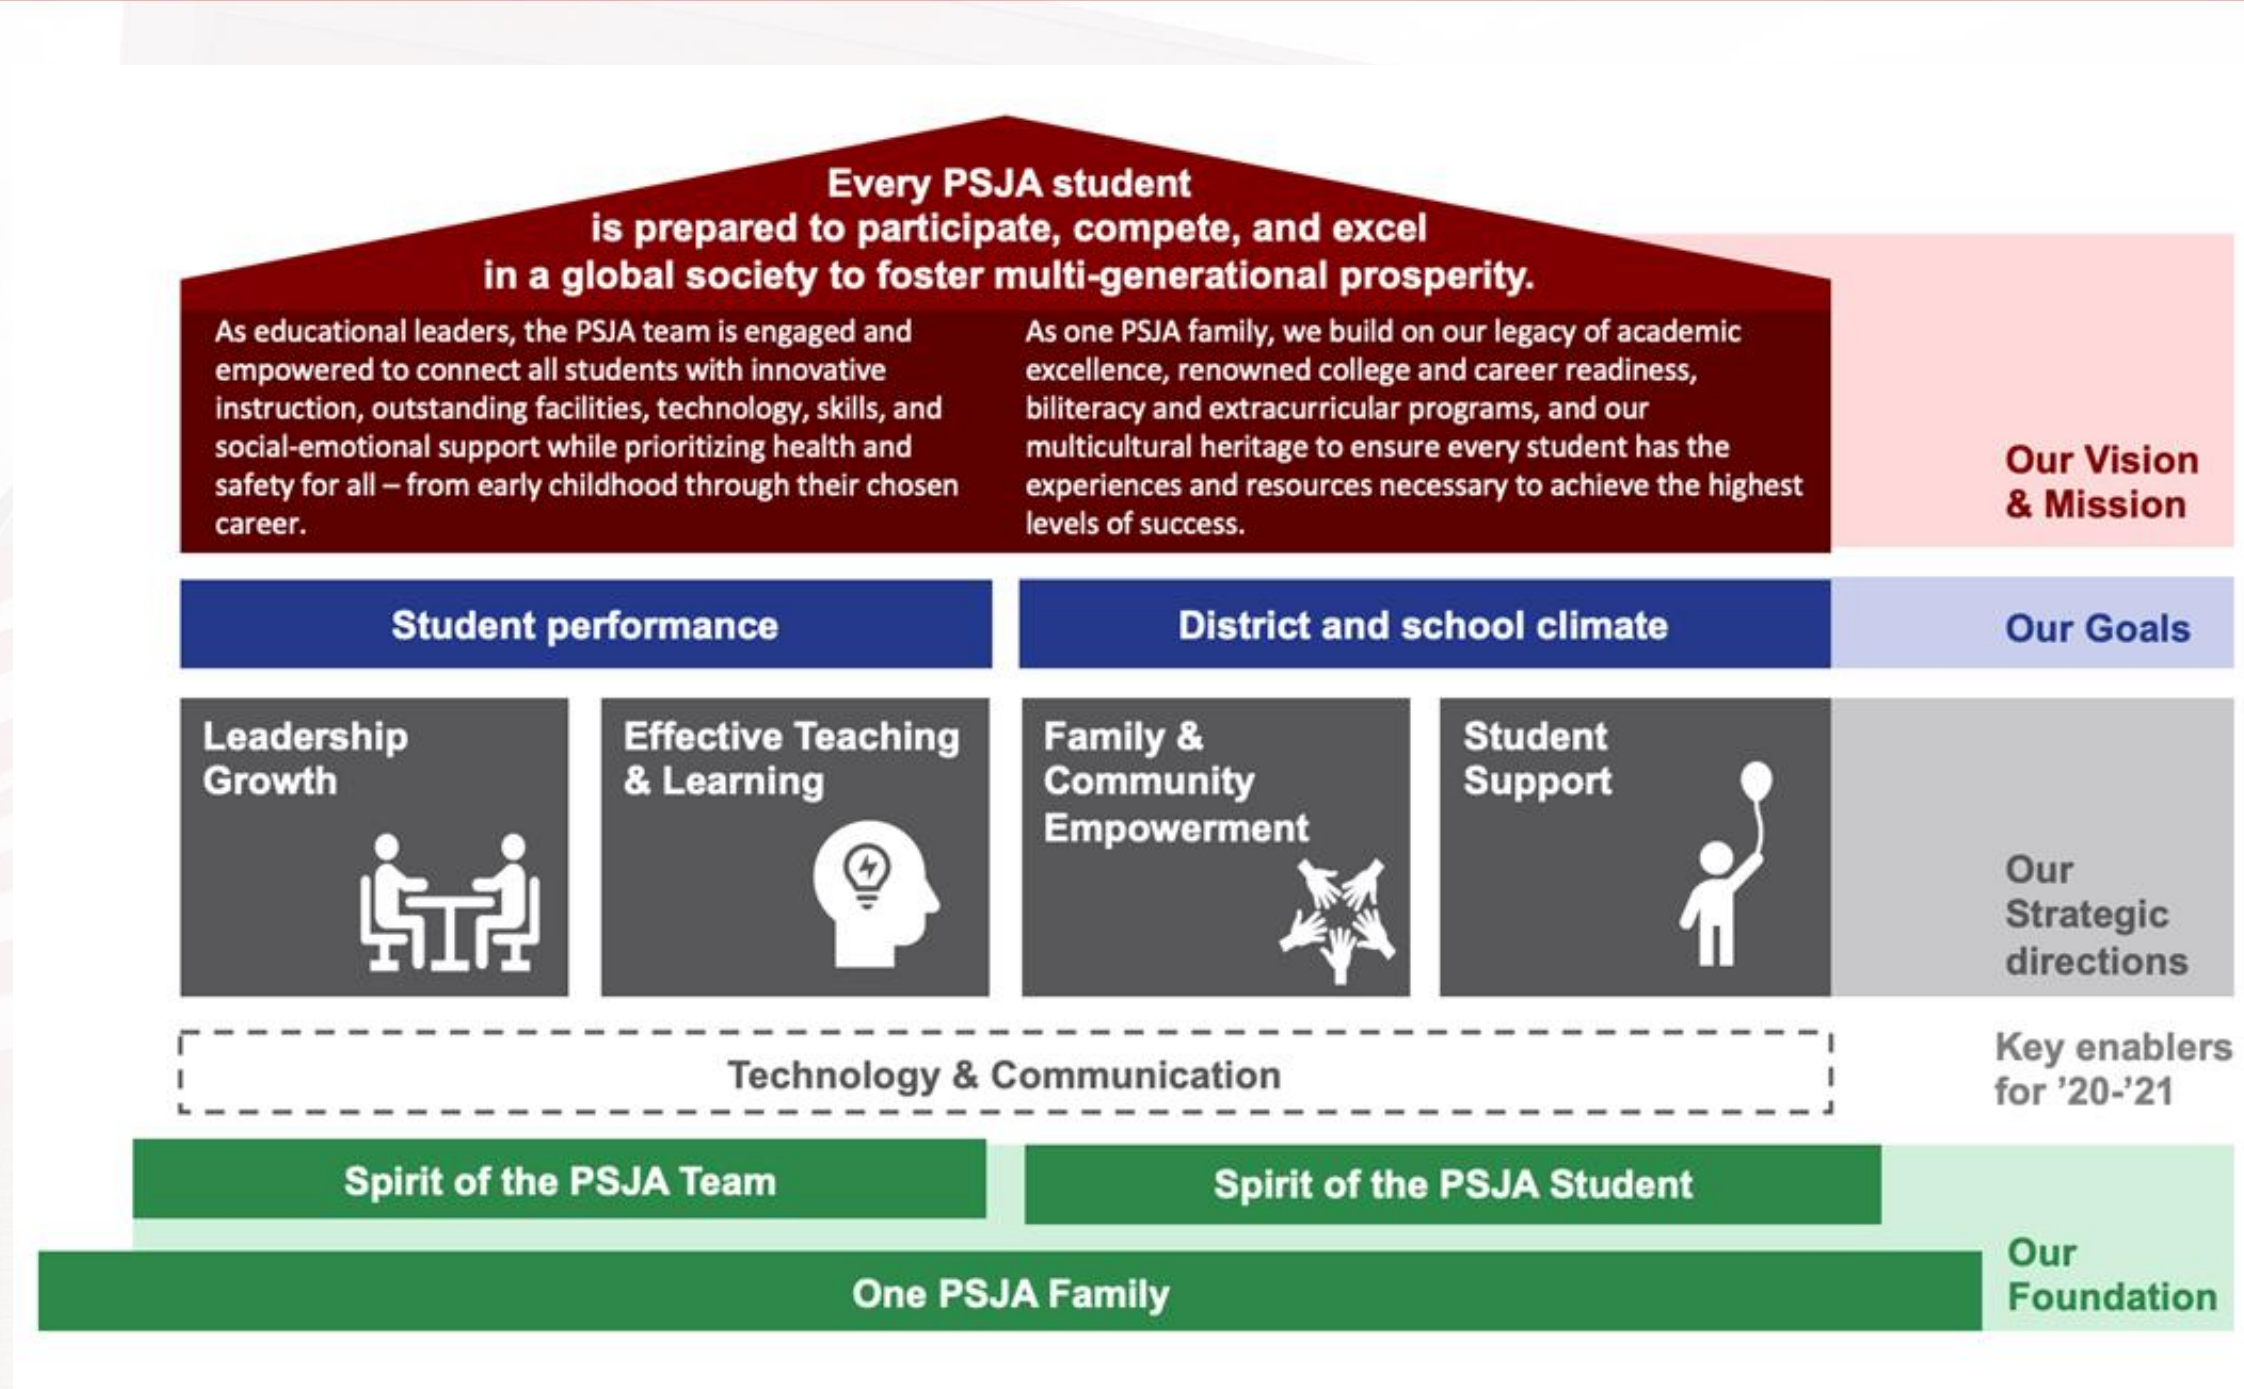 Every PSJA student
is prepared to participate, compete, and excel
in a global society to foster multi-generational prosperity.
As educational leaders, the PSJA team is engaged and
empowered to connect all students with innovative
instruction, outstanding facilities, technology, skills, and
social-emotional support while prioritizing health and
safety for all – from early childhood through their chosen
career.
As one PSJA family, we build on our legacy of academic
excellence, renowned college and career readiness,
biliteracy and extracurricular programs, and our
multicultural heritage to ensure every student has the
experiences and resources necessary to achieve the highest
levels of success.
Our Vision
& Mission
Student performance
District and school climate
Our Goals
Leadership
Growth
Effective Teaching
& Learning
Family &
Community
Empowerment
Student
Support
Our
Strategic
directions
Technology & Communication
Key enablers
for ’20-’21
Spirit of the PSJA Team
Spirit of the PSJA Student
One PSJA Family
Our
Foundation